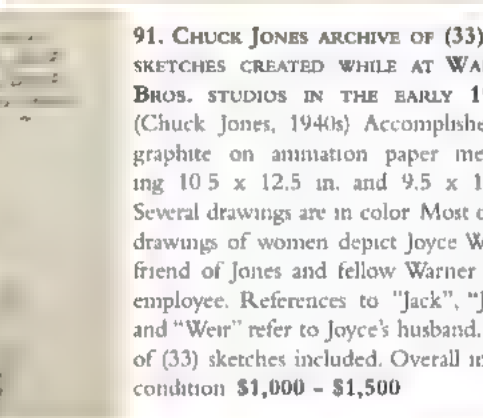 91. CHUCK JONES ARCHIVE OF (33)
SKETCHES CREATED WHILE AT WA
BROS. STUDIOS IN THE EARLY 1
(Chuck Jones, 1940s) Accomplishe
graphite on animation paper me
ing 10 5 x 12.5 in. and 9.5 x 1
Several drawings are in color Most o
drawings of women depict Joyce W
friend of Jones and fellow Warner
employee. References to "Jack", "J
and "Weir" refer to Joyce's husband.
of (33) sketches included. Overall in
condition $1,000 – $1,500